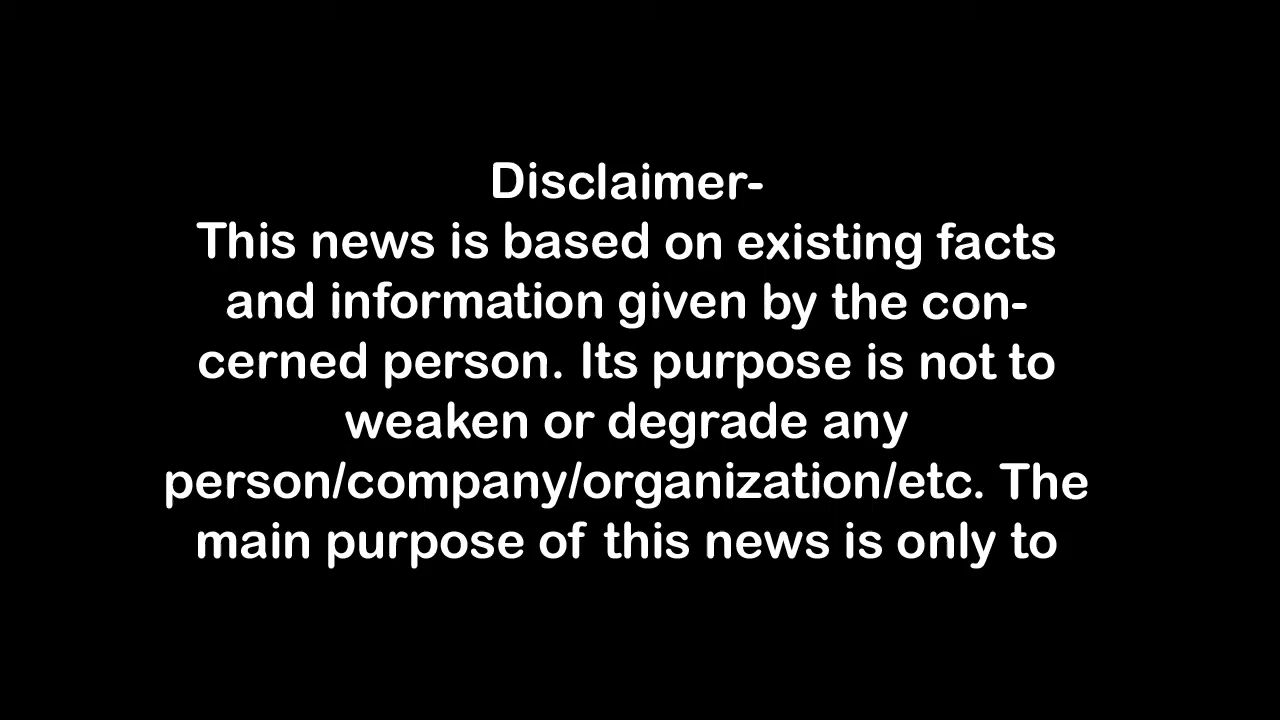 Disclaimer-
This news is based on existing facts
and information given by the con-
cerned person. Its purpose is not to
weaken or degrade any
person/company/organization/etc. The
main purpose of this news is only to